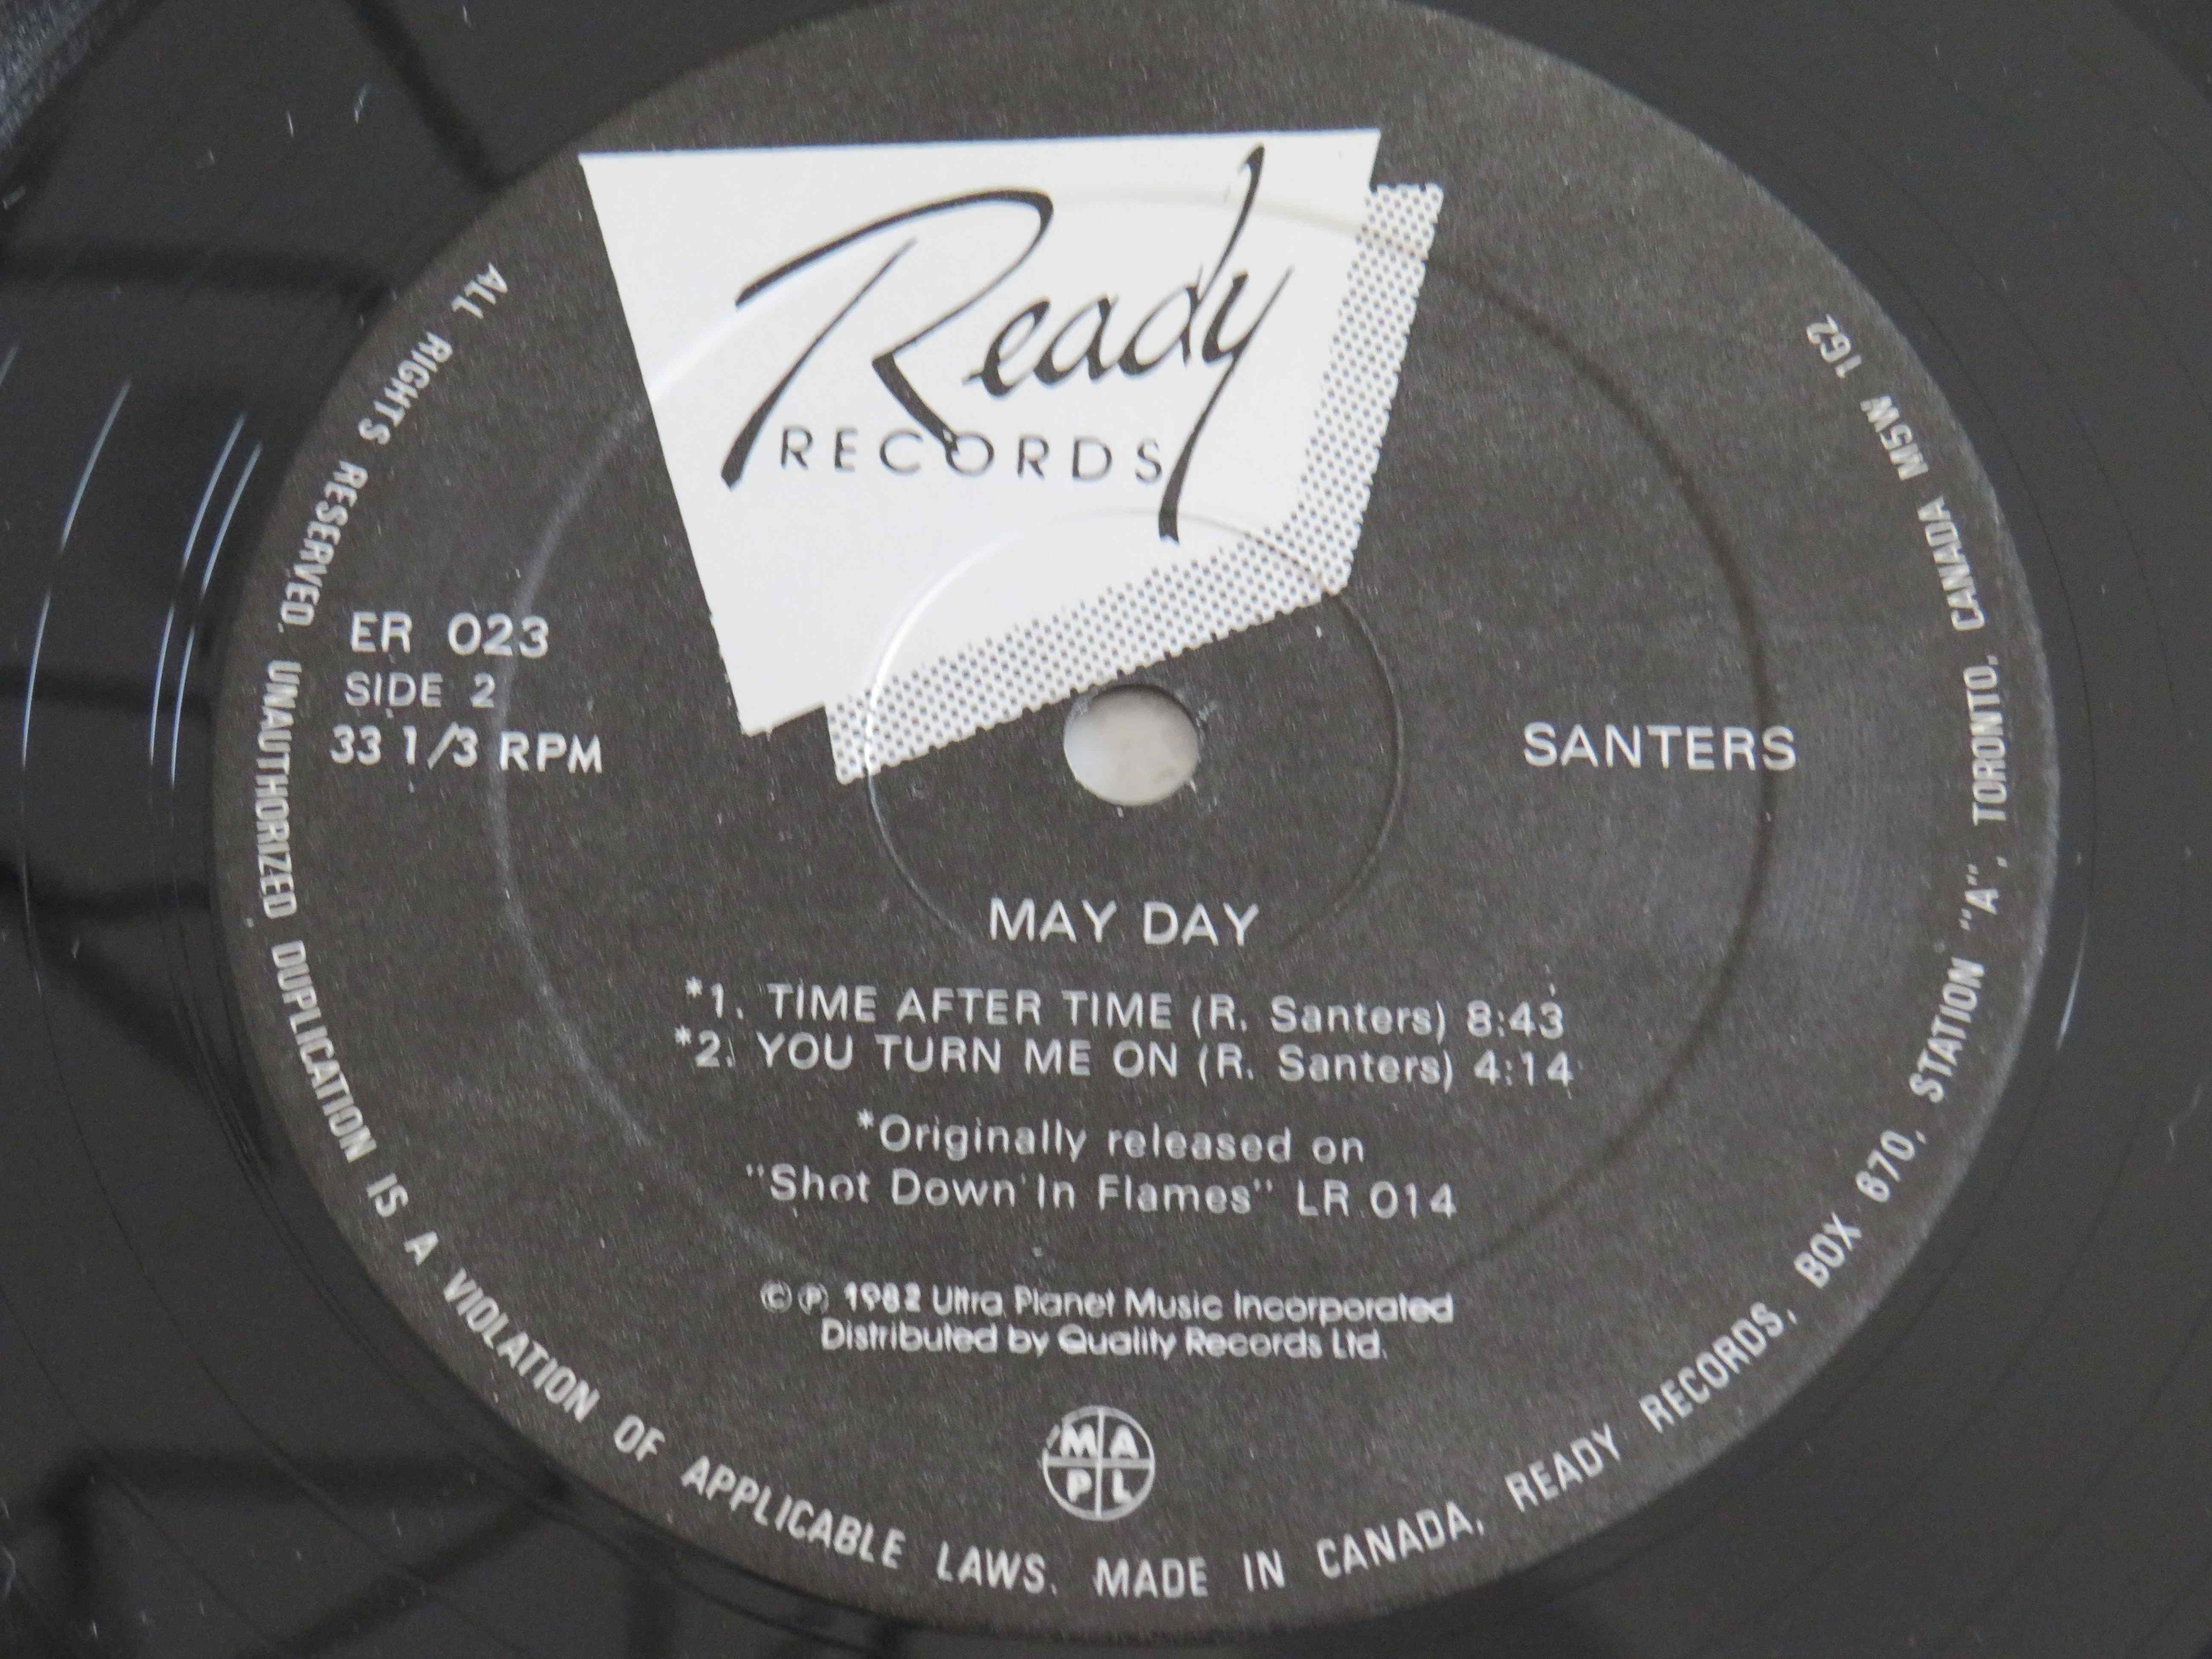 Ready
RECORDS
ER 023
SIDE 2
33 1/3 RPM
SANTERS
MAY DAY
*1. TIME AFTER TIME (R. Santers) 8:43
*2. YOU TURN ME ON (R. Santers) 4:14
*Originally released on
"Shot Down In Flames" LR 014
© ℗ 1982 Ultra Planet Music Incorporated
Distributed by Quality Records Ltd.
MA
PL
ALL RIGHTS RESERVED. UNAUTHORIZED DUPLICATION IS A VIOLATION OF APPLICABLE LAWS. MADE IN CANADA, READY RECORDS, BOX 670, STATION "A", TORONTO, CANADA M5W 1G2